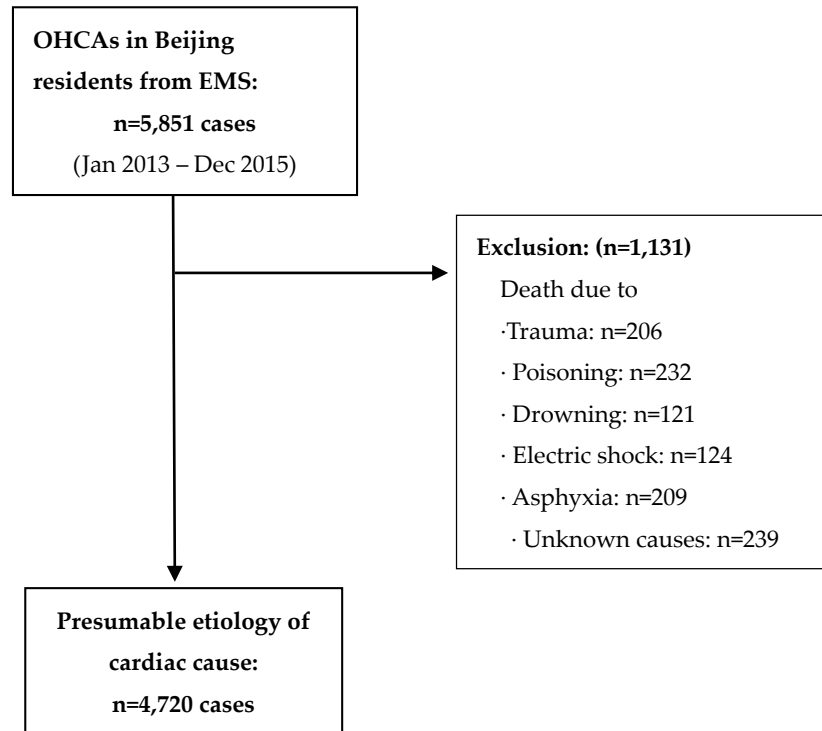 OHCAs in Beijing
residents from EMS:
n=5,851 cases
(Jan 2013 – Dec 2015)
Exclusion: (n=1,131)
Death due to
·Trauma: n=206
· Poisoning: n=232
· Drowning: n=121
· Electric shock: n=124
· Asphyxia: n=209
· Unknown causes: n=239
Presumable etiology of
cardiac cause:
n=4,720 cases